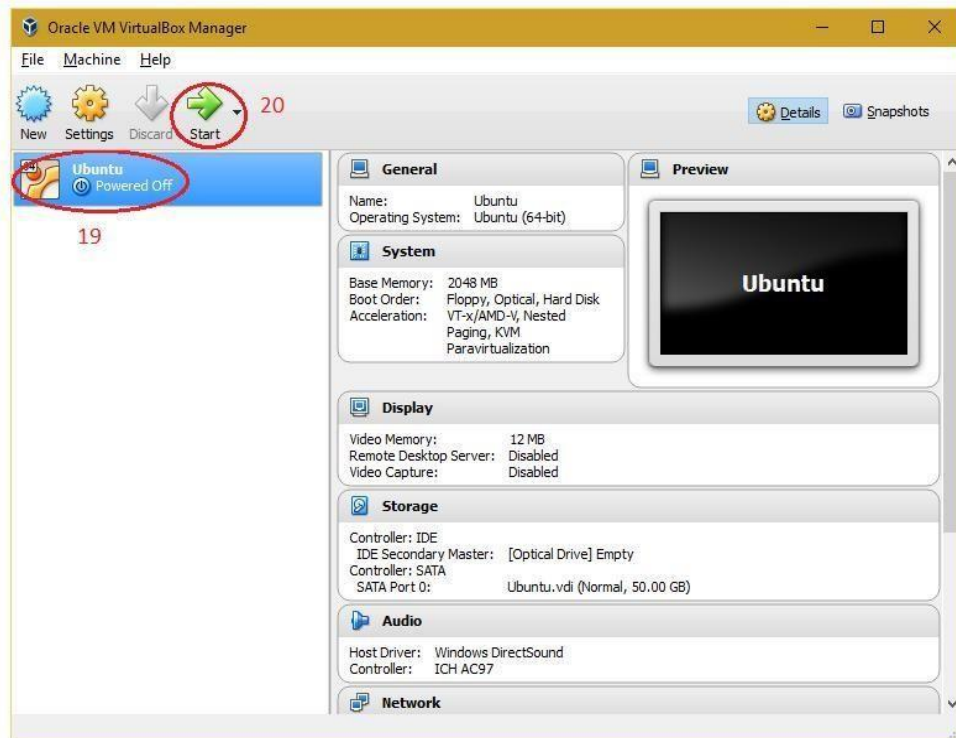 Oracle VM VirtualBox Manager
File Machine Help
New Settings Discard Start 20
Details Snapshots
64 Ubuntu
Powered Off
19
General
Name: Ubuntu
Operating System: Ubuntu (64-bit)
System
Base Memory: 2048 MB
Boot Order: Floppy, Optical, Hard Disk
Acceleration: VT-x/AMD-V, Nested
Paging, KVM
Paravirtualization
Preview
Ubuntu
Display
Video Memory: 12 MB
Remote Desktop Server: Disabled
Video Capture: Disabled
Storage
Controller: IDE
IDE Secondary Master: [Optical Drive] Empty
Controller: SATA
SATA Port 0: Ubuntu.vdi (Normal, 50.00 GB)
Audio
Host Driver: Windows DirectSound
Controller: ICH AC97
Network